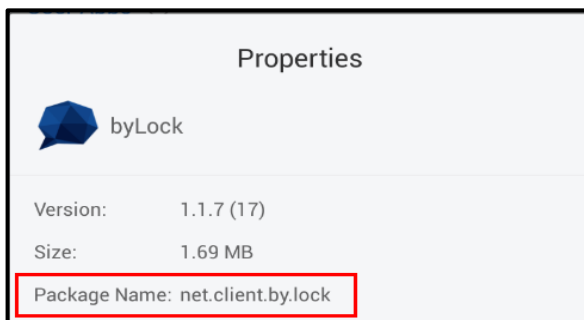 Properties
byLock
Version: 1.1.7 (17)
Size: 1.69 MB
Package Name: net.client.by.lock